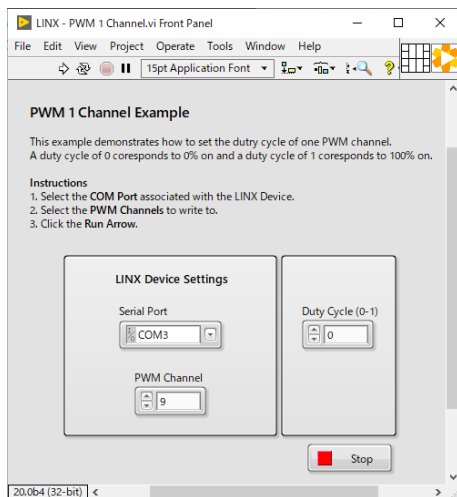 LINX - PWM 1 Channel.vi Front Panel
File Edit View Project Operate Tools Window Help
15pt Application Font
PWM 1 Channel Example
This example demonstrates how to set the dutry cycle of one PWM channel.
A duty cycle of 0 coresponds to 0% on and a duty cycle of 1 coresponds to 100% on.
Instructions
1. Select the COM Port associated with the LINX Device.
2. Select the PWM Channels to write to.
3. Click the Run Arrow.
LINX Device Settings
Serial Port
COM3
Duty Cycle (0-1)
0
PWM Channel
9
Stop
20.0b4 (32-bit)